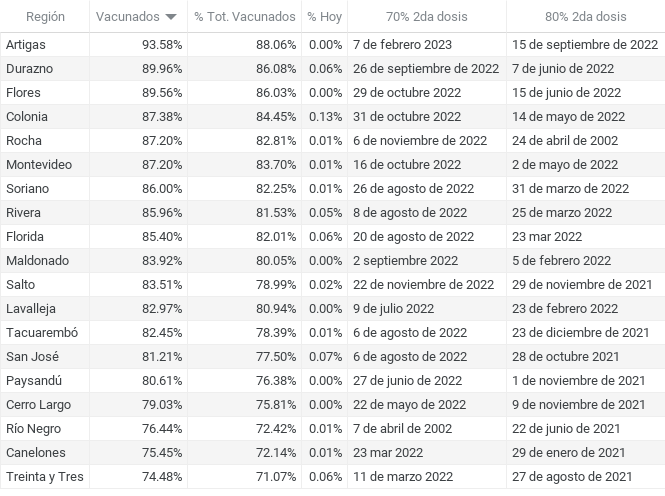 Región Vacunados % Tot. Vacunados % Hoy 70% 2da dosis 80% 2da dosis
Artigas 93.58% 88.06% 0.00% 7 de febrero 2023 15 de septiembre de 2022
Durazno 89.96% 86.08% 0.06% 26 de septiembre de 2022 7 de junio de 2022
Flores 89.56% 86.03% 0.00% 29 de octubre 2022 15 de junio de 2022
Colonia 87.38% 84.45% 0.13% 31 de octubre 2022 14 de mayo de 2022
Rocha 87.20% 82.81% 0.01% 6 de noviembre de 2022 24 de abril de 2002
Montevideo 87.20% 83.70% 0.01% 16 de octubre 2022 2 de mayo de 2022
Soriano 86.00% 82.25% 0.01% 26 de agosto de 2022 31 de marzo de 2022
Rivera 85.96% 81.53% 0.05% 8 de agosto de 2022 25 de marzo 2022
Florida 85.40% 82.01% 0.06% 20 de agosto de 2022 23 mar 2022
Maldonado 83.92% 80.05% 0.00% 2 septiembre 2022 5 de febrero 2022
Salto 83.51% 78.99% 0.02% 22 de noviembre de 2022 29 de noviembre de 2021
Lavalleja 82.97% 80.94% 0.00% 9 de julio 2022 23 de febrero 2022
Tacuarembó 82.45% 78.39% 0.01% 6 de agosto de 2022 23 de diciembre de 2021
San José 81.21% 77.50% 0.07% 6 de agosto de 2022 28 de octubre 2021
Paysandú 80.61% 76.38% 0.00% 27 de junio de 2022 1 de noviembre de 2021
Cerro Largo 79.03% 75.81% 0.00% 22 de mayo de 2022 9 de noviembre de 2021
Río Negro 76.44% 72.42% 0.01% 7 de abril de 2002 22 de junio de 2021
Canelones 75.45% 72.14% 0.01% 23 mar 2022 29 de enero de 2021
Treinta y Tres 74.48% 71.07% 0.06% 11 de marzo 2022 27 de agosto de 2021